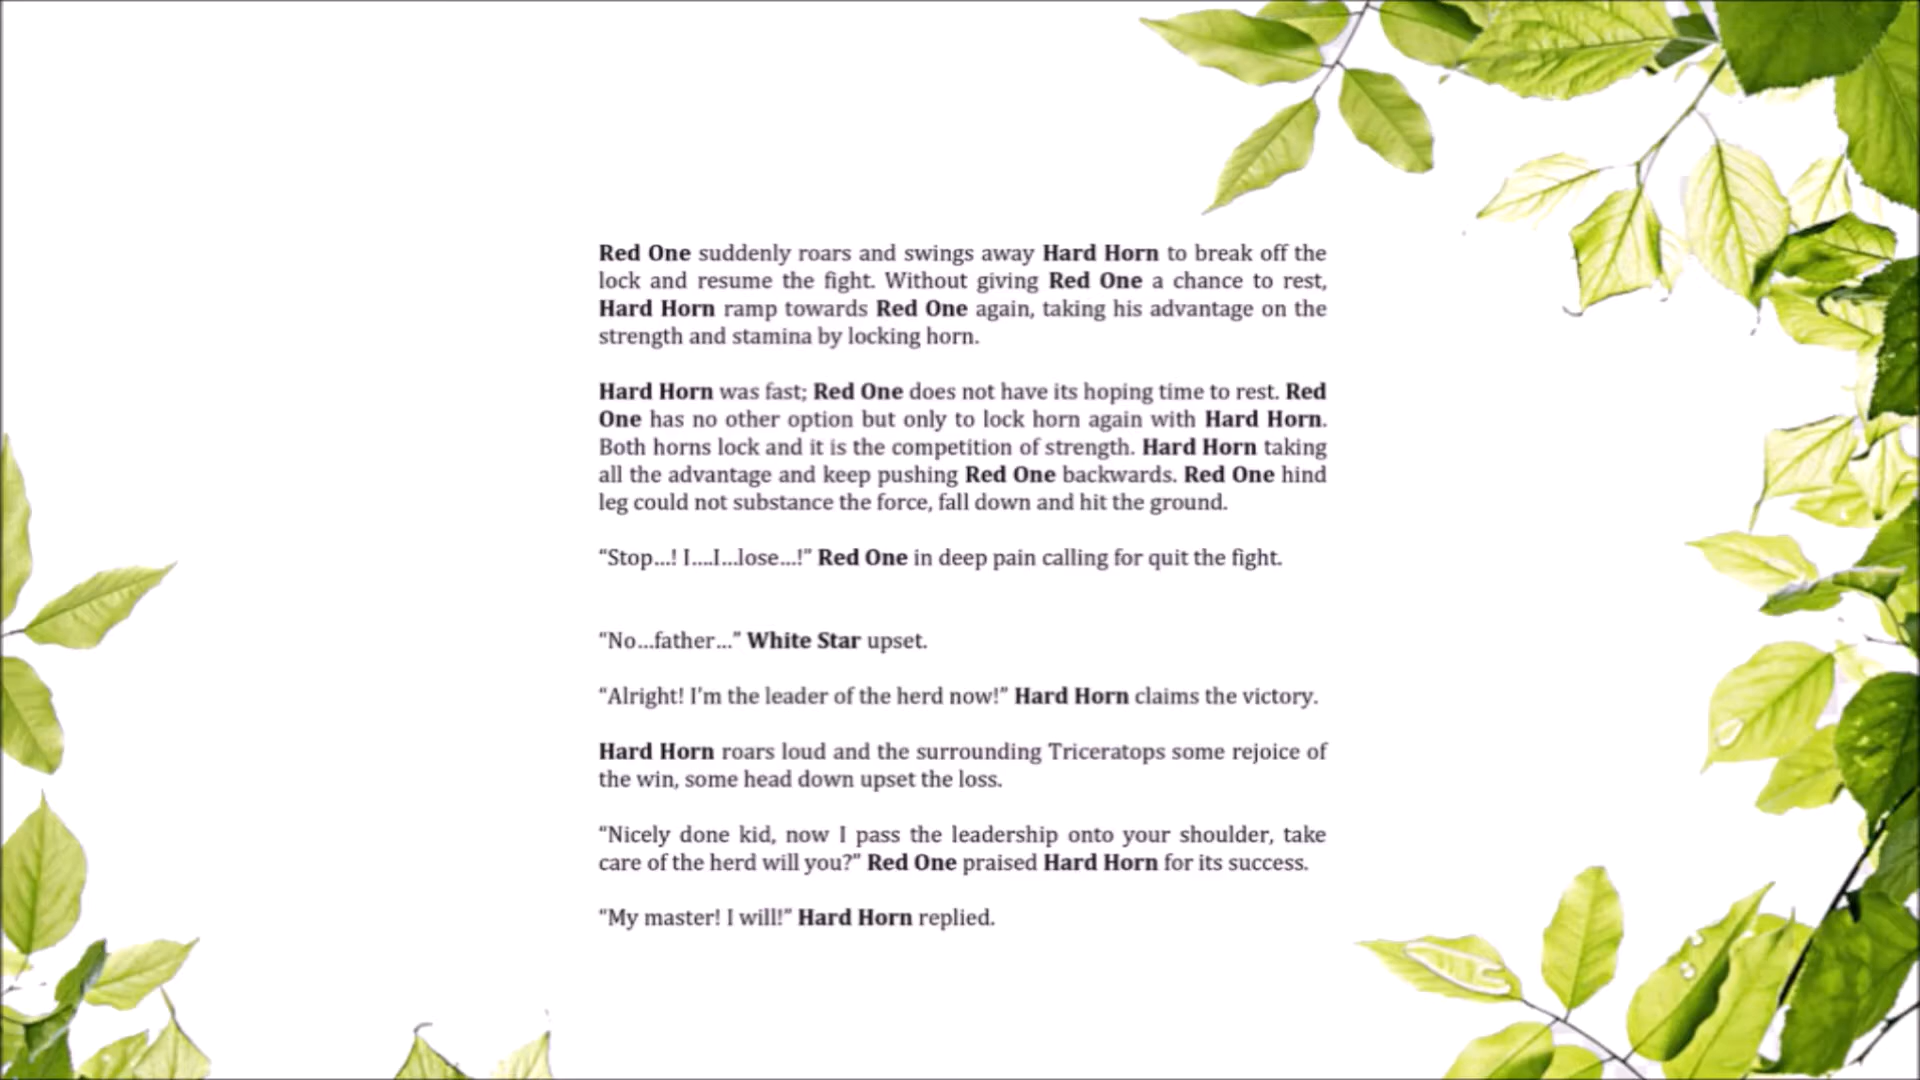 Red One suddenly roars and swings away Hard Horn to break off the
lock and resume the fight. Without giving Red One a chance to rest,
Hard Horn ramp towards Red One again, taking his advantage on the
strength and stamina by locking horn.
Hard Horn was fast; Red One does not have its hoping time to rest. Red
One has no other option but only to lock horn again with Hard Horn.
Both horns lock and it is the competition of strength. Hard Horn taking
all the advantage and keep pushing Red One backwards. Red One hind
leg could not substance the force, fall down and hit the ground.
“Stop...! I....I...lose...!” Red One in deep pain calling for quit the fight.
“No...father...” White Star upset.
“Alright! I’m the leader of the herd now!” Hard Horn claims the victory.
Hard Horn roars loud and the surrounding Triceratops some rejoice of
the win, some head down upset the loss.
“Nicely done kid, now I pass the leadership onto your shoulder, take
care of the herd will you?” Red One praised Hard Horn for its success.
“My master! I will!” Hard Horn replied.